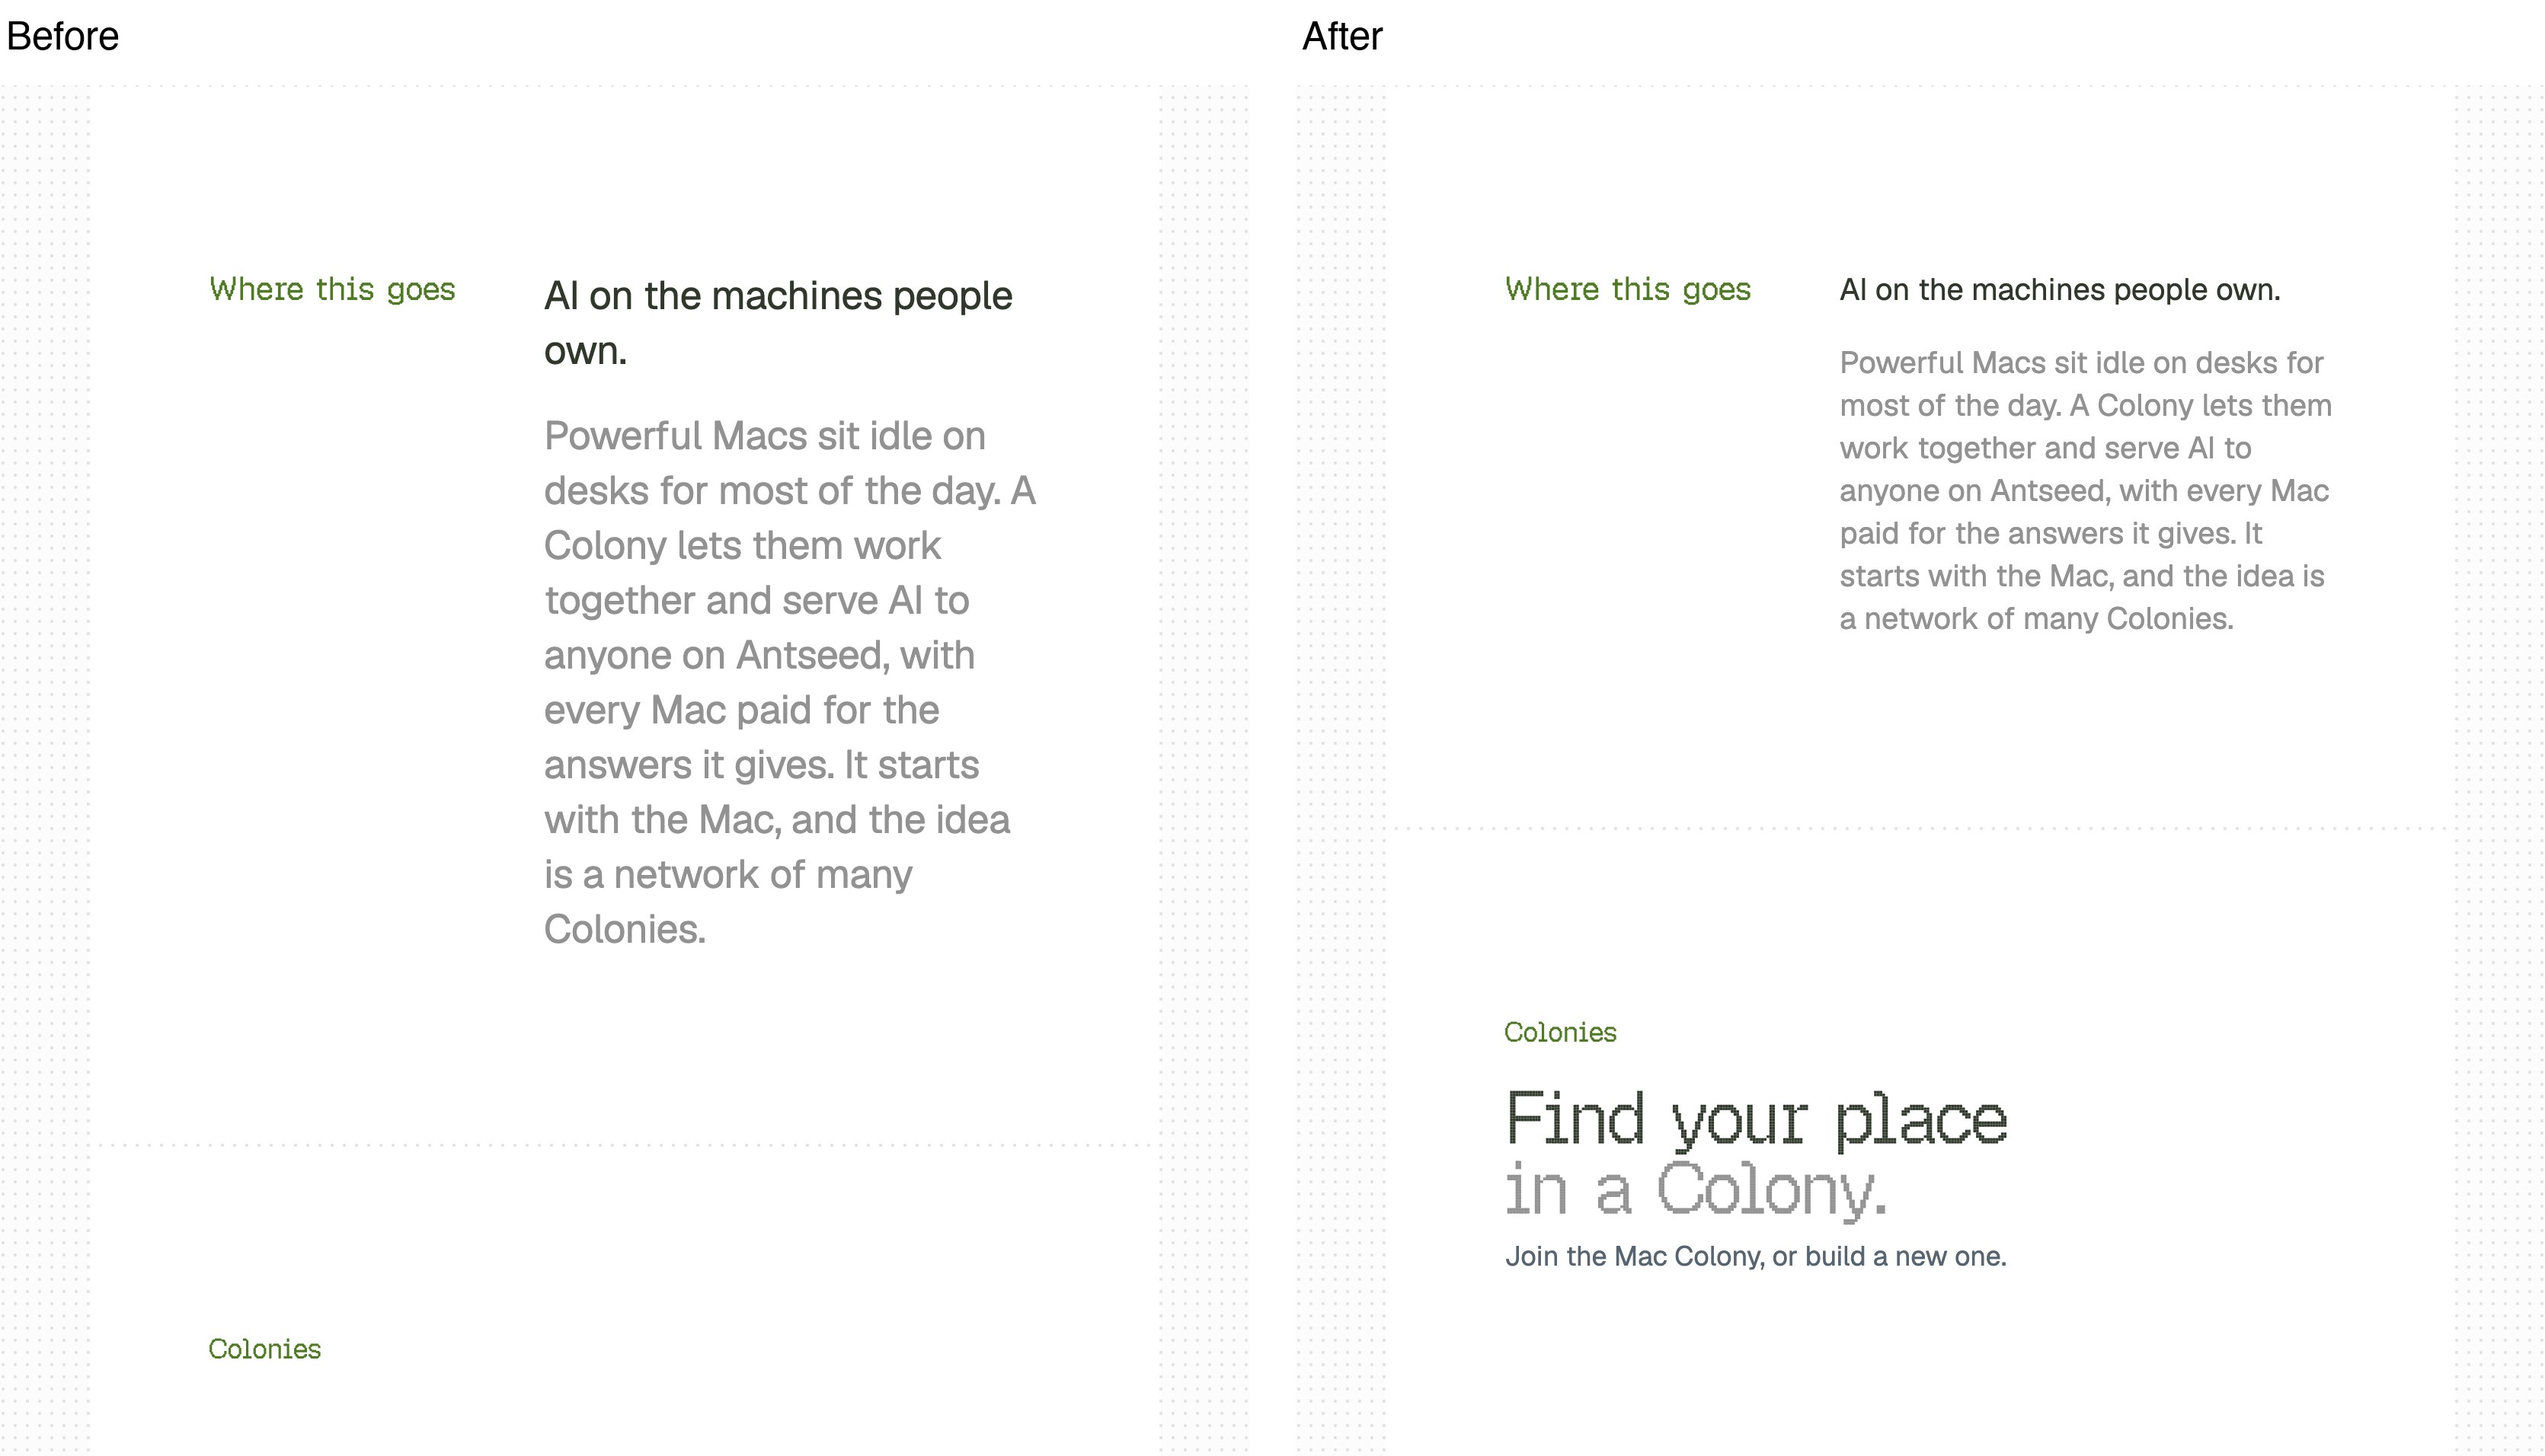 Before
Where this goes
AI on the machines people
own.
Powerful Macs sit idle on
desks for most of the day. A
Colony lets them work
together and serve AI to
anyone on Antseed, with
every Mac paid for the
answers it gives. It starts
with the Mac, and the idea
is a network of many
Colonies.
Colonies
After
Where this goes
AI on the machines people own.
Powerful Macs sit idle on desks for
most of the day. A Colony lets them
work together and serve AI to
anyone on Antseed, with every Mac
paid for the answers it gives. It
starts with the Mac, and the idea is
a network of many Colonies.
Colonies
Find your place
in a Colony.
Join the Mac Colony, or build a new one.